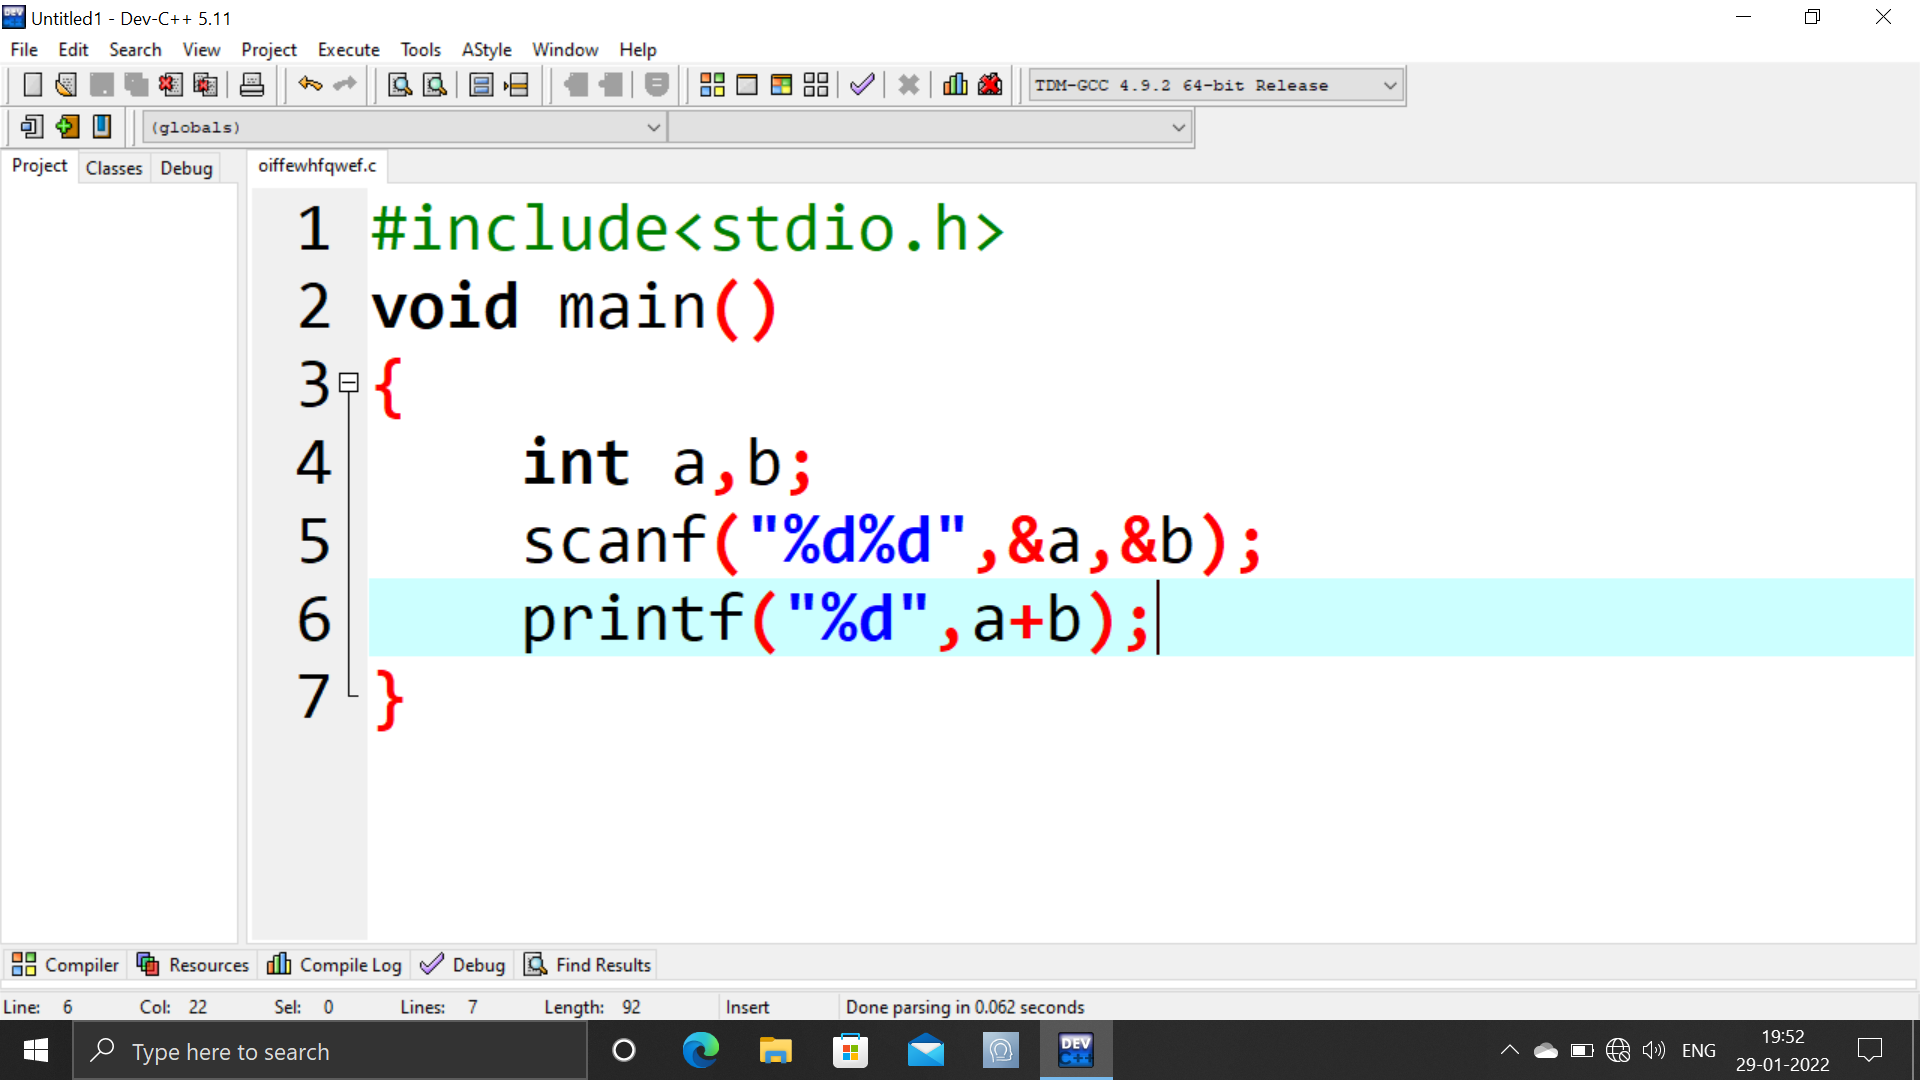 Untitled1 - Dev-C++ 5.11
File Edit Search View Project Execute Tools AStyle Window Help
TDM-GCC 4.9.2 64-bit Release
(globals)
Project Classes Debug
oiffewhfqwef.c
1 #include<stdio.h>
2 void main()
3 {
4 int a,b;
5 scanf("%d%d",&a,&b);
6 printf("%d",a+b);
7 }
Compiler Resources Compile Log Debug Find Results
Line: 6 Col: 22 Sel: 0 Lines: 7 Length: 92 Insert Done parsing in 0.062 seconds
Type here to search
DEV C++
ENG
19:52
29-01-2022